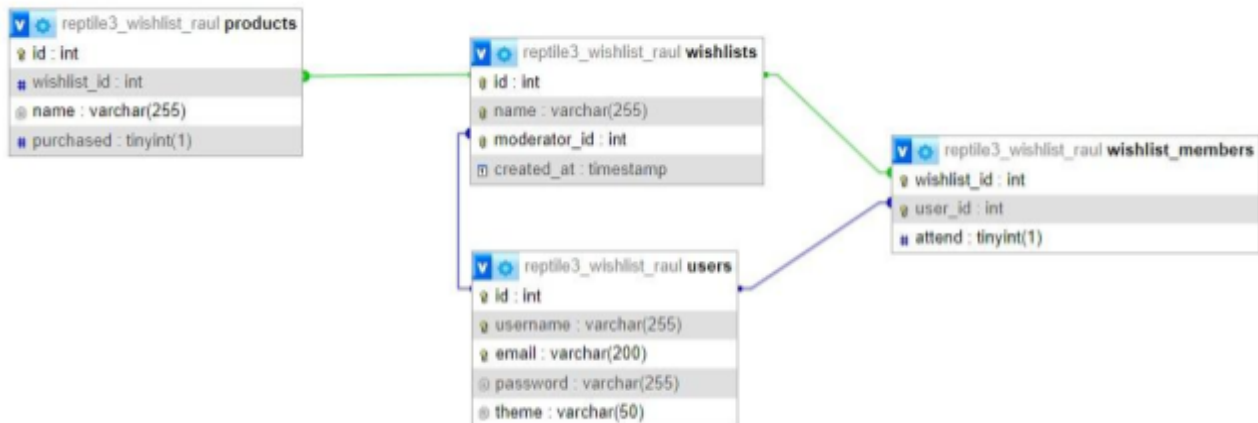 reptile3_wishlist_raul products
id : int
wishlist_id : int
name : varchar(255)
purchased : tinyint(1)
reptile3_wishlist_raul wishlists
id : int
name : varchar(255)
moderator_id : int
created_at : timestamp
reptile3_wishlist_raul wishlist_members
wishlist_id : int
user_id : int
attend : tinyint(1)
reptile3_wishlist_raul users
id : int
username : varchar(255)
email : varchar(200)
password : varchar(255)
theme : varchar(50)